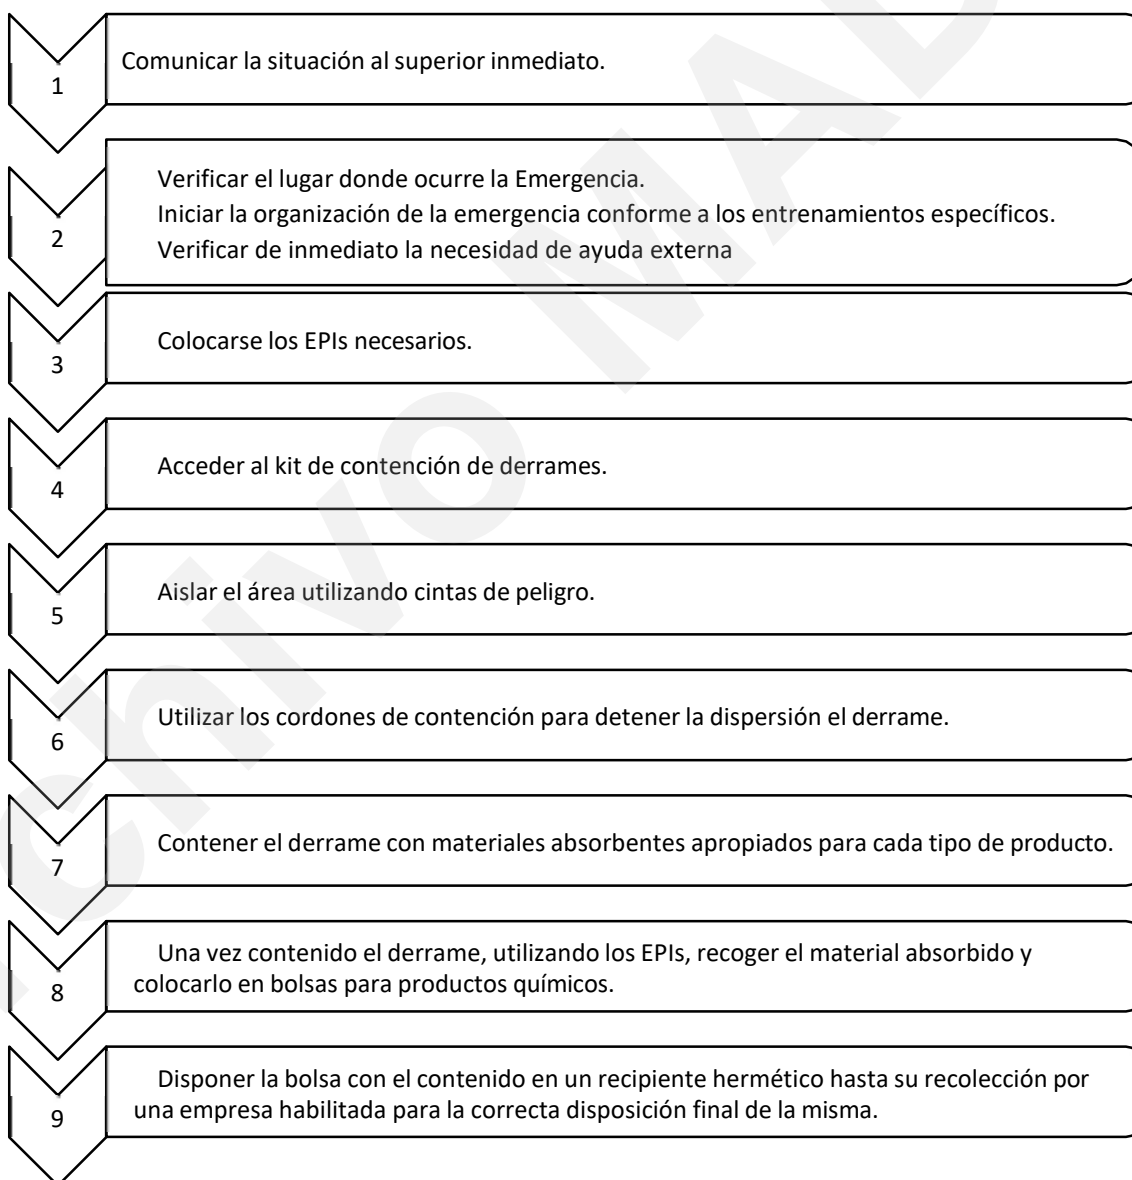 1
Comunicar la situación al superior inmediato.
2
Verificar el lugar donde ocurre la Emergencia.
Iniciar la organización de la emergencia conforme a los entrenamientos específicos.
Verificar de inmediato la necesidad de ayuda externa
3
Colocarse los EPIs necesarios.
4
Acceder al kit de contención de derrames.
5
Aislar el área utilizando cintas de peligro.
6
Utilizar los cordones de contención para detener la dispersión el derrame.
7
Contener el derrame con materiales absorbentes apropiados para cada tipo de producto.
8
Una vez contenido el derrame, utilizando los EPIs, recoger el material absorbido y
colocarlo en bolsas para productos químicos.
9
Disponer la bolsa con el contenido en un recipiente hermético hasta su recolección por
una empresa habilitada para la correcta disposición final de la misma.